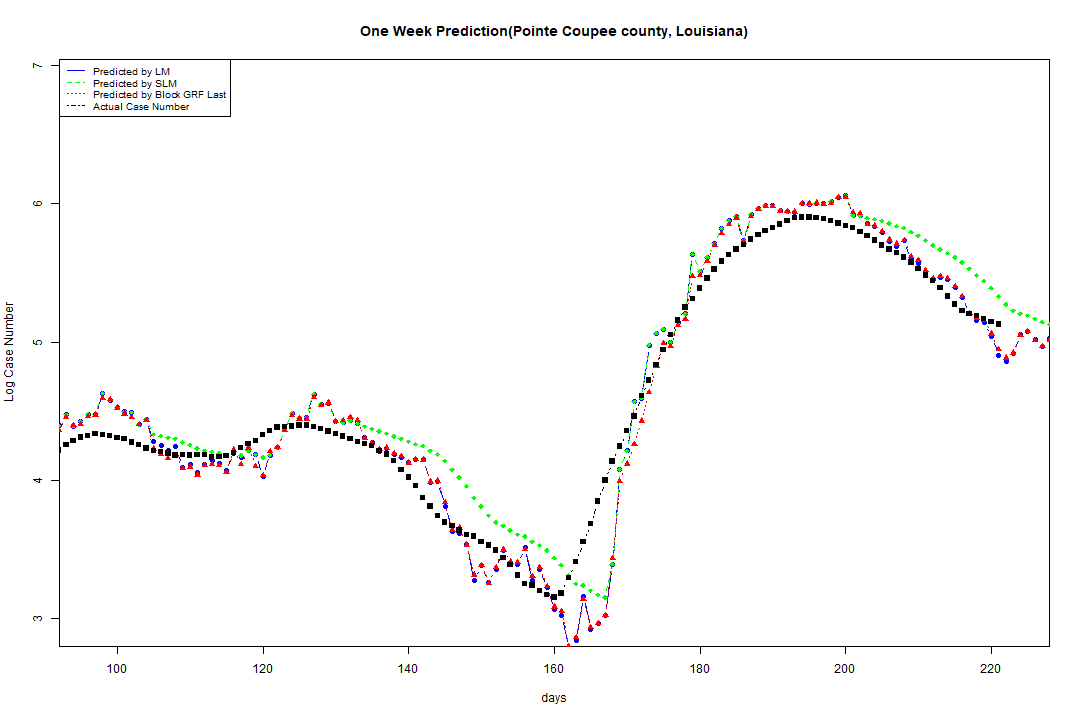 One Week Prediction(Pointe Coupee county, Louisiana)
Predicted by LM
Predicted by SLM
Predicted by Block GRF Last
Actual Case Number
7
6
5
4
3
Log Case Number
100 120 140 160 180 200 220
days